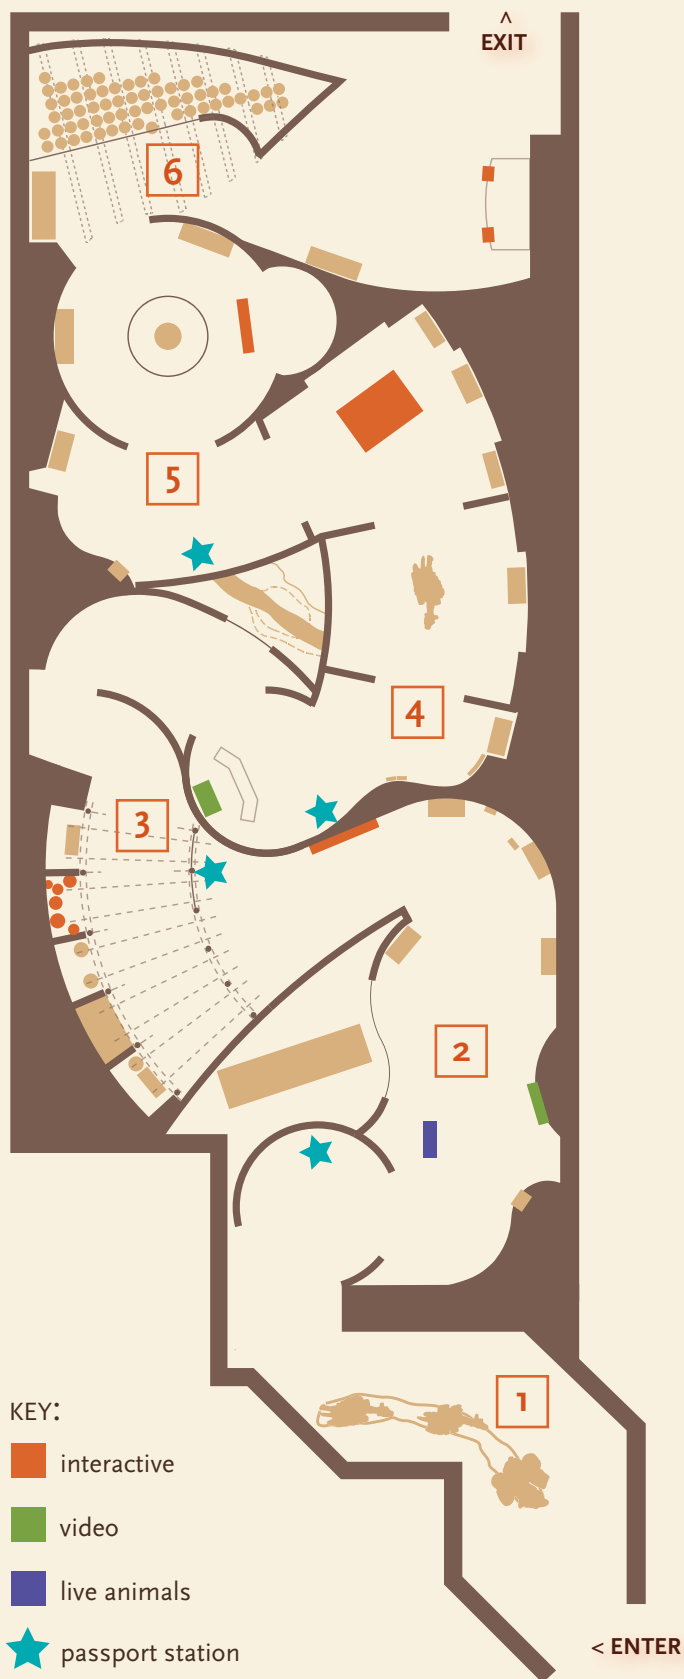 ^
EXIT
6
5
4
3
2
1
KEY:
interactive
video
live animals
passport station
< ENTER